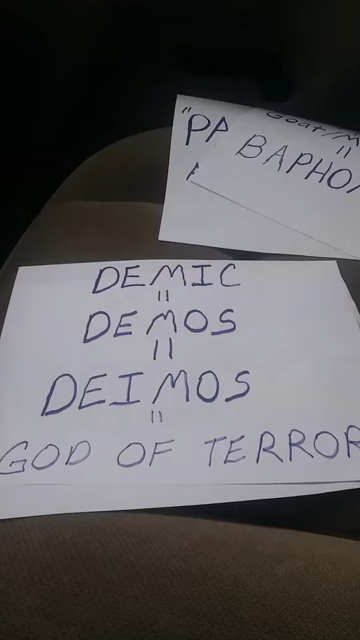 "PA
BAPHO
DEMIC
=
DEMOS
=
DEIMOS
=
GOD OF TERROR